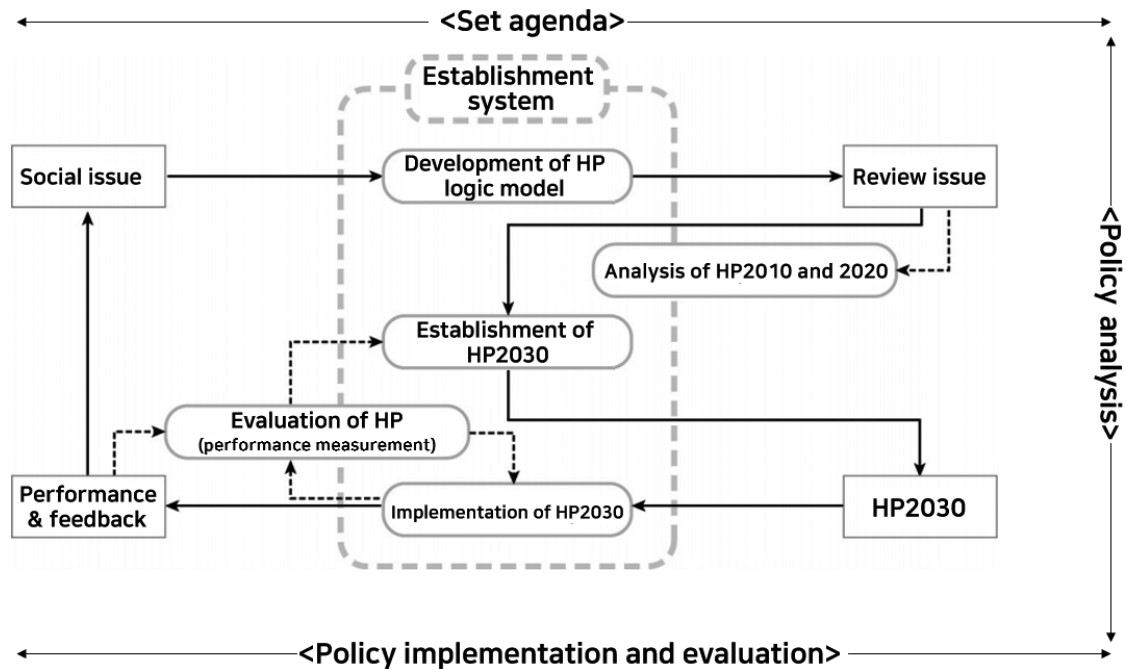 <Set agenda>
Establishment
system
Social issue
Development of HP
logic model
Review issue
Analysis of HP2010 and 2020
Establishment of
HP2030
Evaluation of HP
(performance measurement)
Performance
& feedback
Implementation of HP2030
HP2030
<Policy analysis>
<Policy implementation and evaluation>